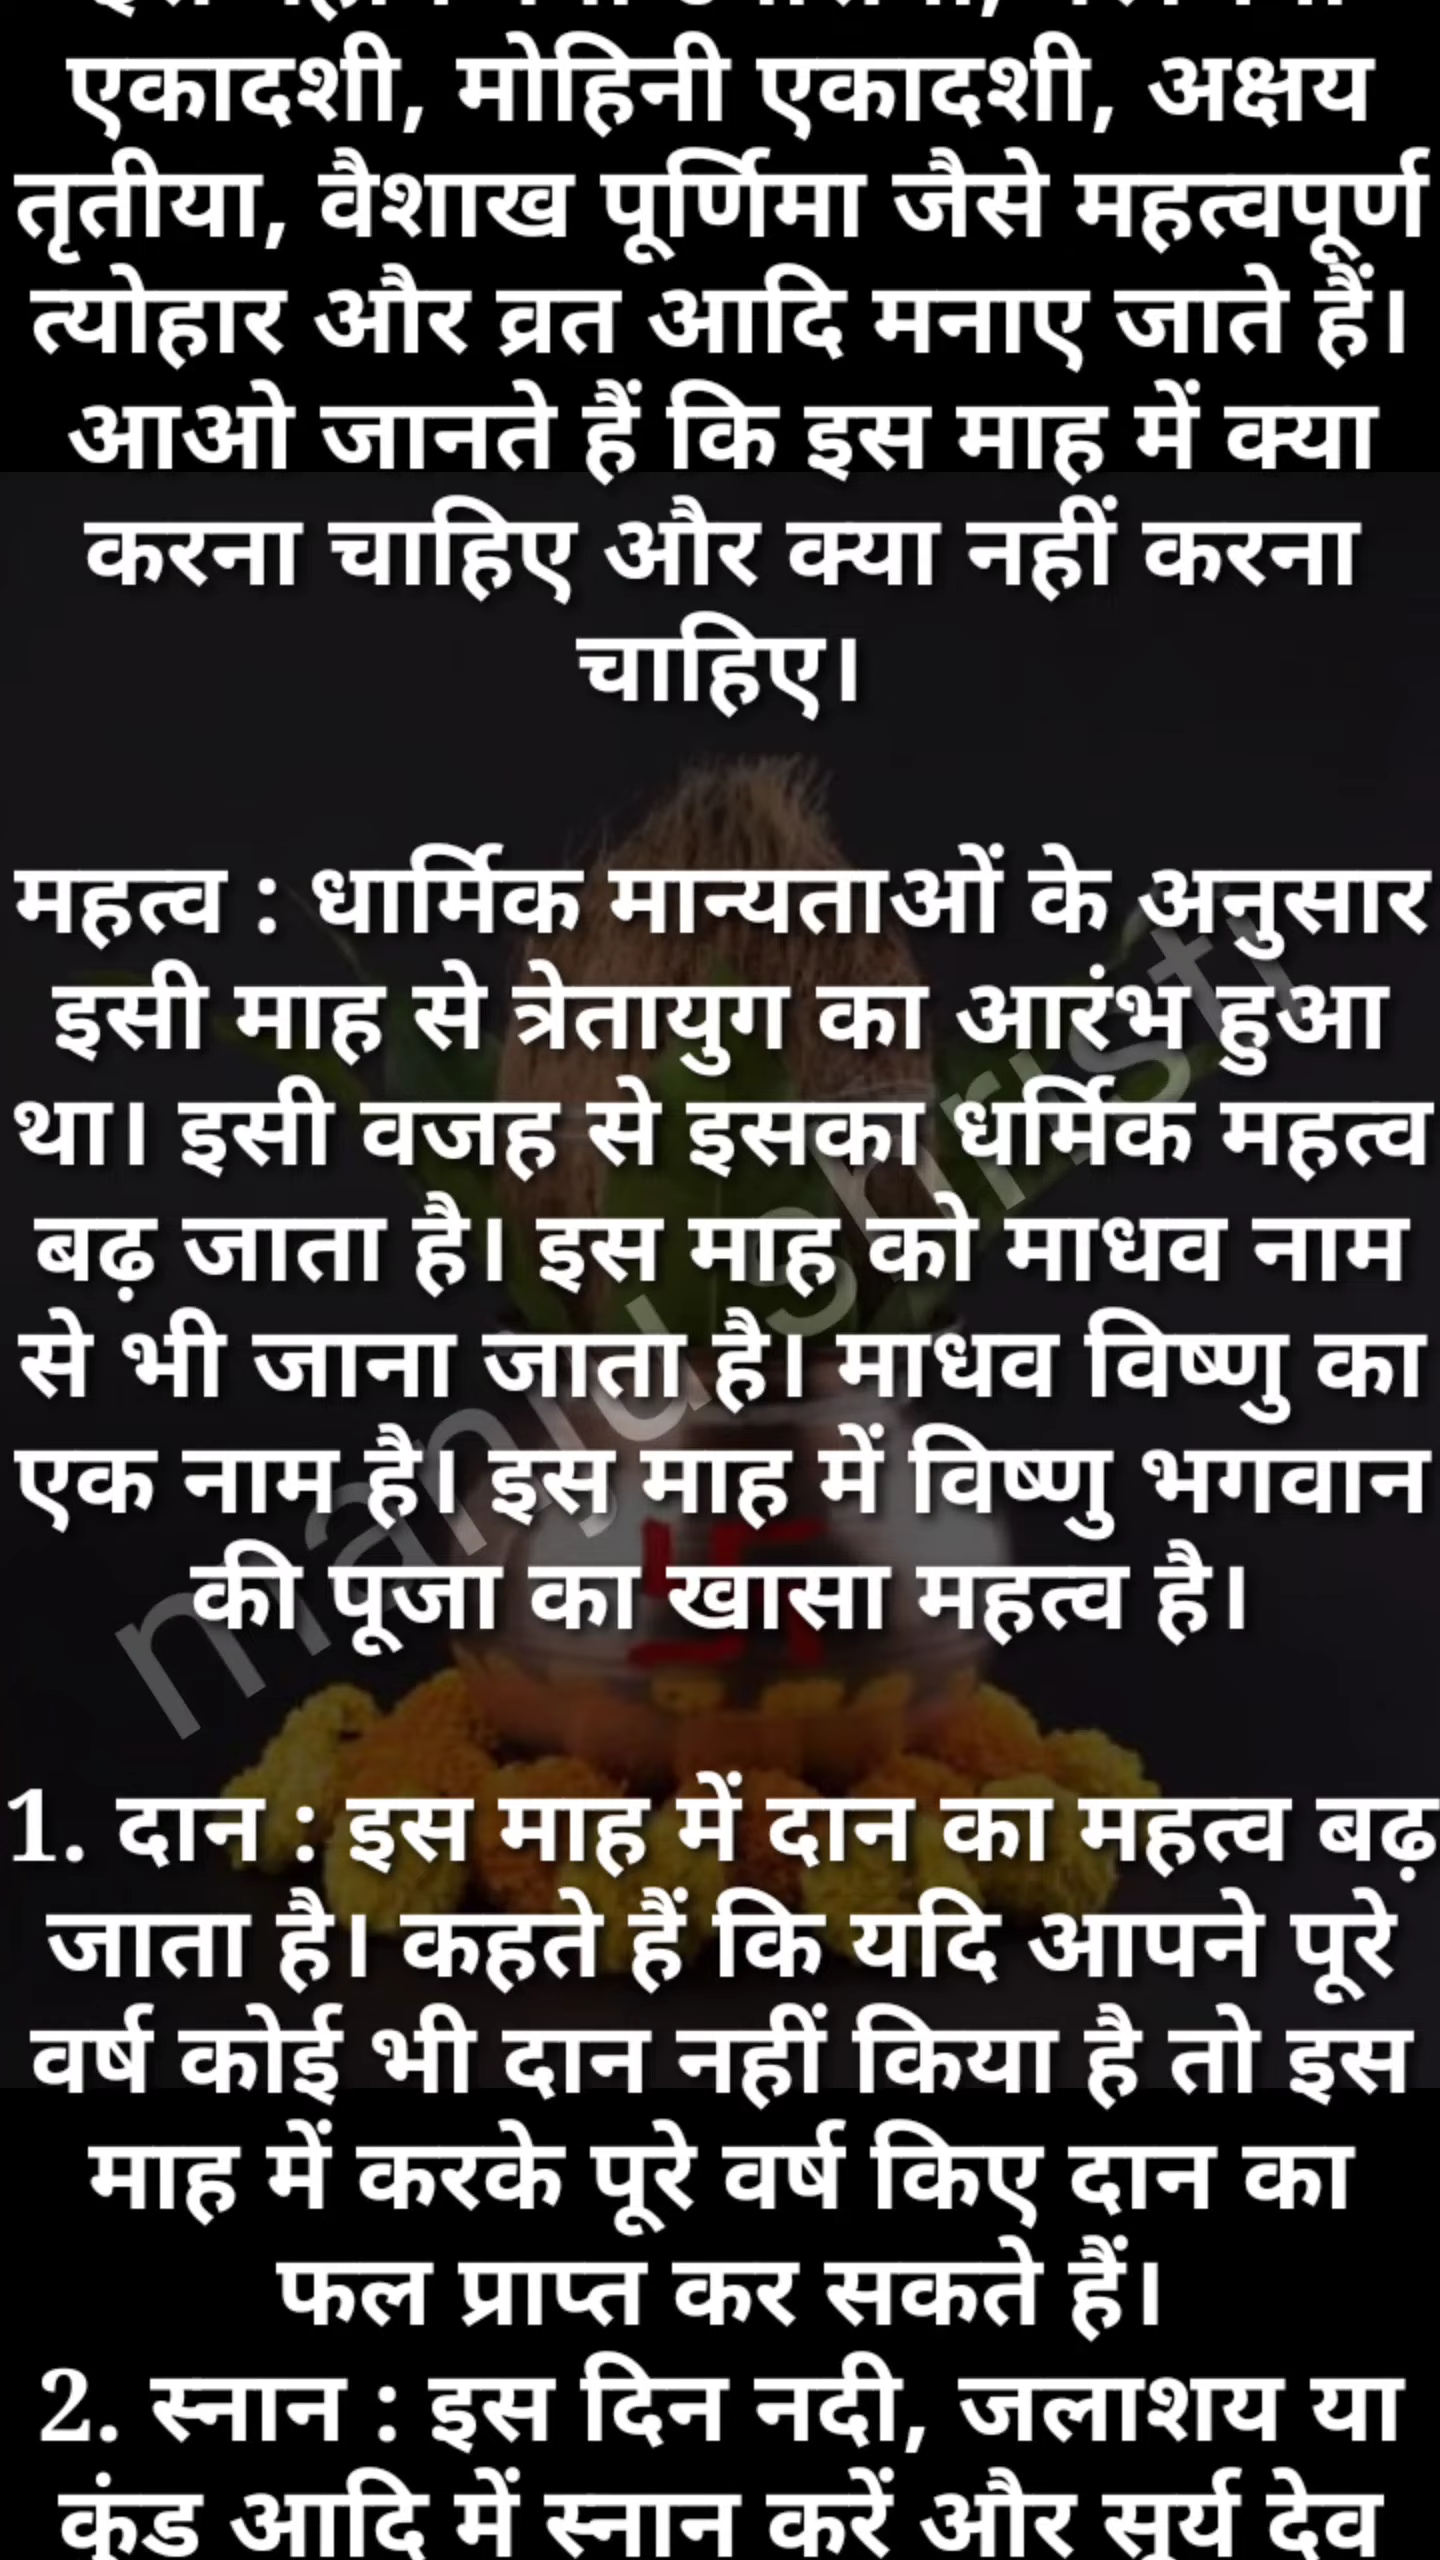 एकादशी, मोहिनी एकादशी, अक्षय
तृतीया, वैशाख पूर्णिमा जैसे महत्वपूर्ण
त्योहार और व्रत आदि मनाए जाते हैं।
आओ जानते हैं कि इस माह में क्या
करना चाहिए और क्या नहीं करना
चाहिए।
महत्व : धार्मिक मान्यताओं के अनुसार
इसी माह से त्रेतायुग का आरंभ हुआ
था। इसी वजह से इसका धर्मिक महत्व
बढ़ जाता है। इस माह को माधव नाम
से भी जाना जाता है। माधव विष्णु का
एक नाम है। इस माह में विष्णु भगवान
की पूजा का खासा महत्व है।
1. दान : इस माह में दान का महत्व बढ़
जाता है। कहते हैं कि यदि आपने पूरे
वर्ष कोई भी दान नहीं किया है तो इस
माह में करके पूरे वर्ष किए दान का
फल प्राप्त कर सकते हैं।
2. स्नान : इस दिन नदी, जलाशय या
कुंड आदि में स्नान करें और सूर्य देव
manju shristi